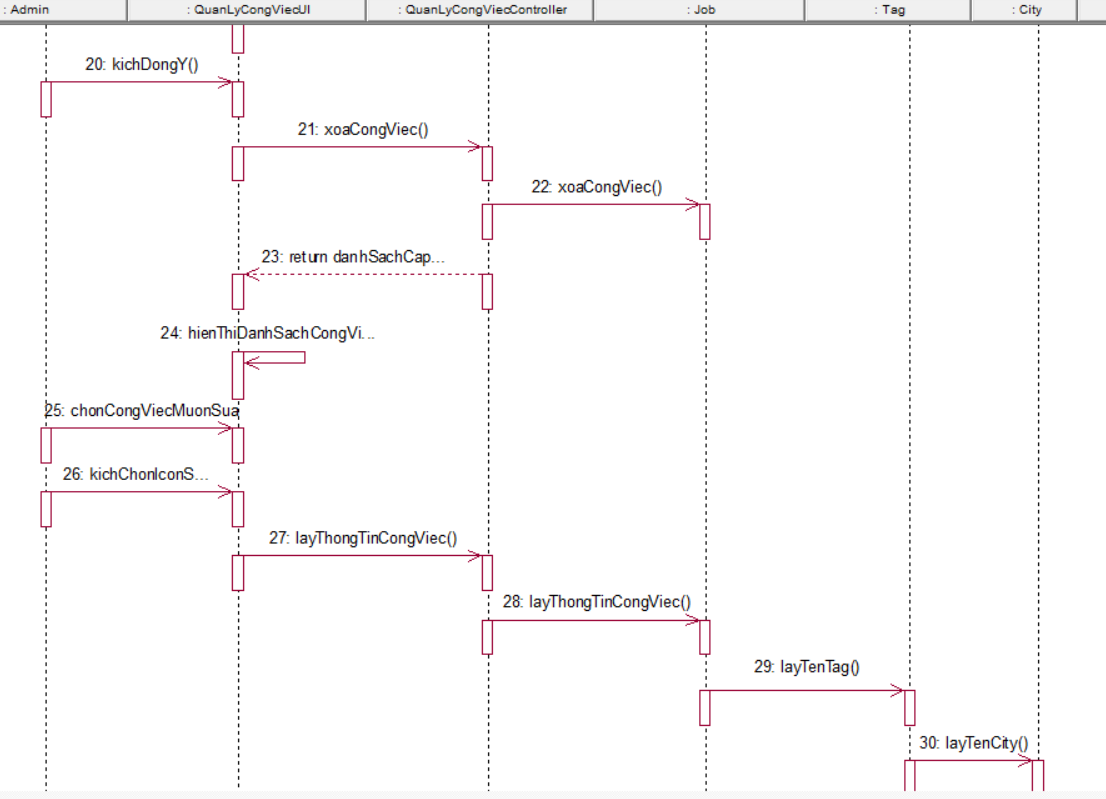 : Admin
: QuanLyCongViecUI
: QuanLyCongViecController
: Job
: Tag
: City
20: kichDongY()
21: xoaCongViec()
22: xoaCongViec()
23: return danhSachCap...
24: hienThiDanhSachCongVi...
25: chonCongViecMuonSua
26: kichChonIconS...
27: layThongTinCongViec()
28: layThongTinCongViec()
29: layTenTag()
30: layTenCity()